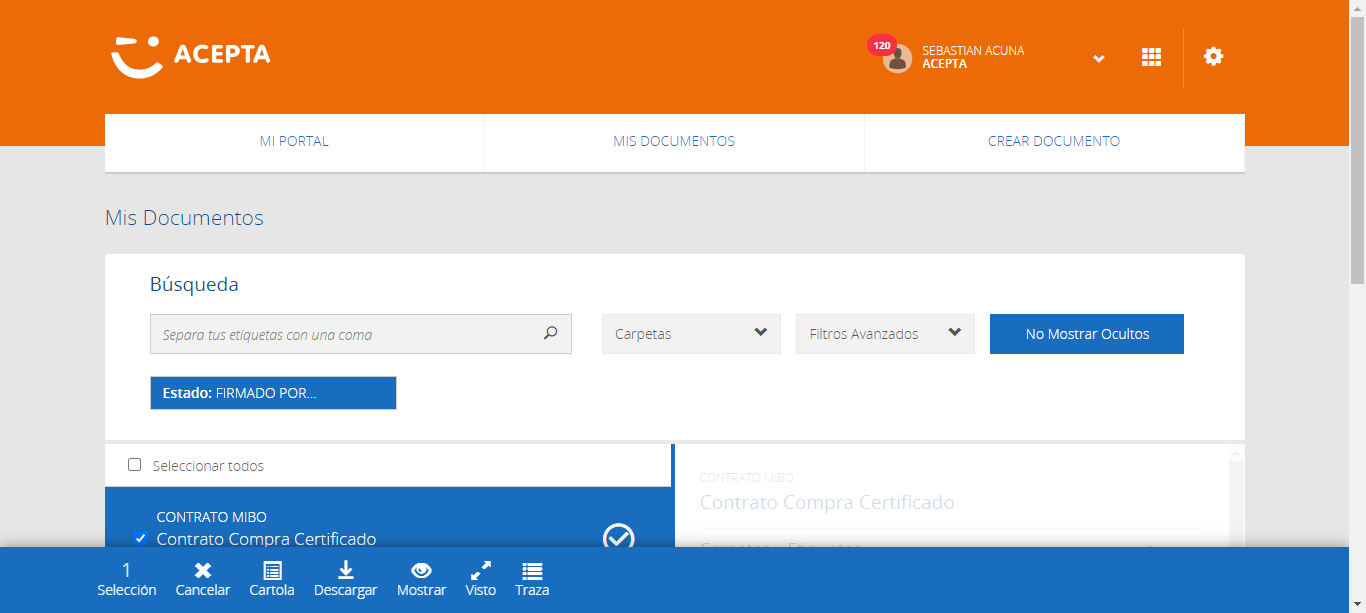 ACEPTA
120
SEBASTIAN ACUNA
ACEPTA
MI PORTAL
MIS DOCUMENTOS
CREAR DOCUMENTO
Mis Documentos
Búsqueda
Separa tus etiquetas con una coma
Carpetas
Filtros Avanzados
No Mostrar Ocultos
Estado: FIRMADO POR...
Seleccionar todos
CONTRATO MIBO
Contrato Compra Certificado
CONTRATO MIBO
Contrato Compra Certificado
Carpetas y Etiquetas
1
Selección
Cancelar
Cartola
Descargar
Mostrar
Visto
Traza